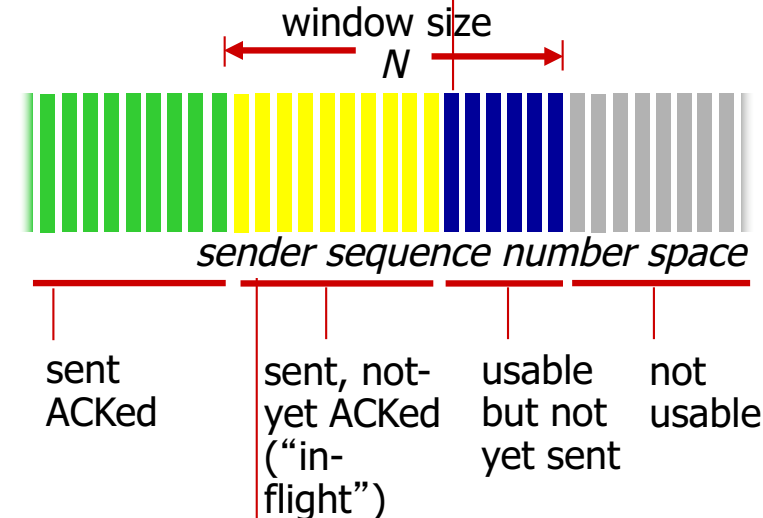 window size
N
sender sequence number space
sent
ACKed
sent, not-
yet ACKed
(“in-
flight”)
usable
but not
yet sent
not
usable